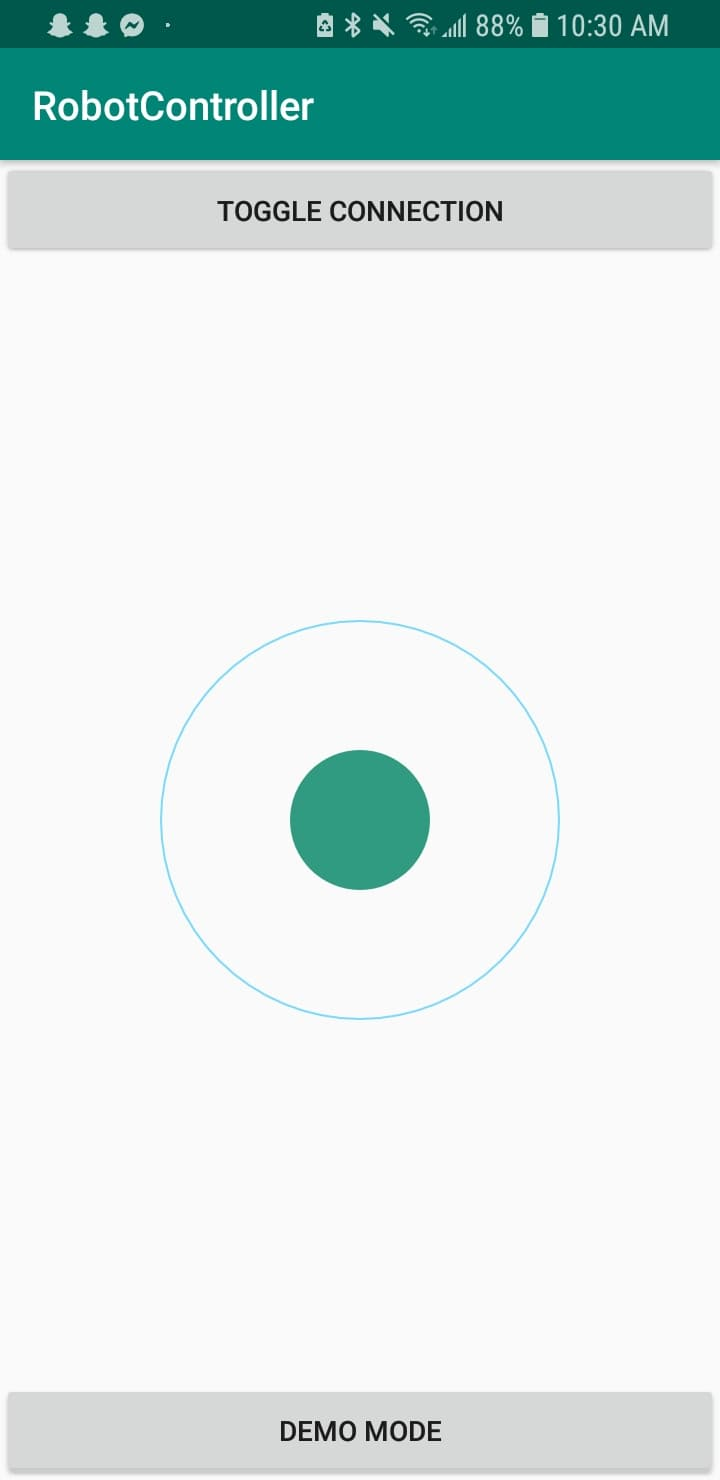 88% 10:30 AM
RobotController
TOGGLE CONNECTION
DEMO MODE